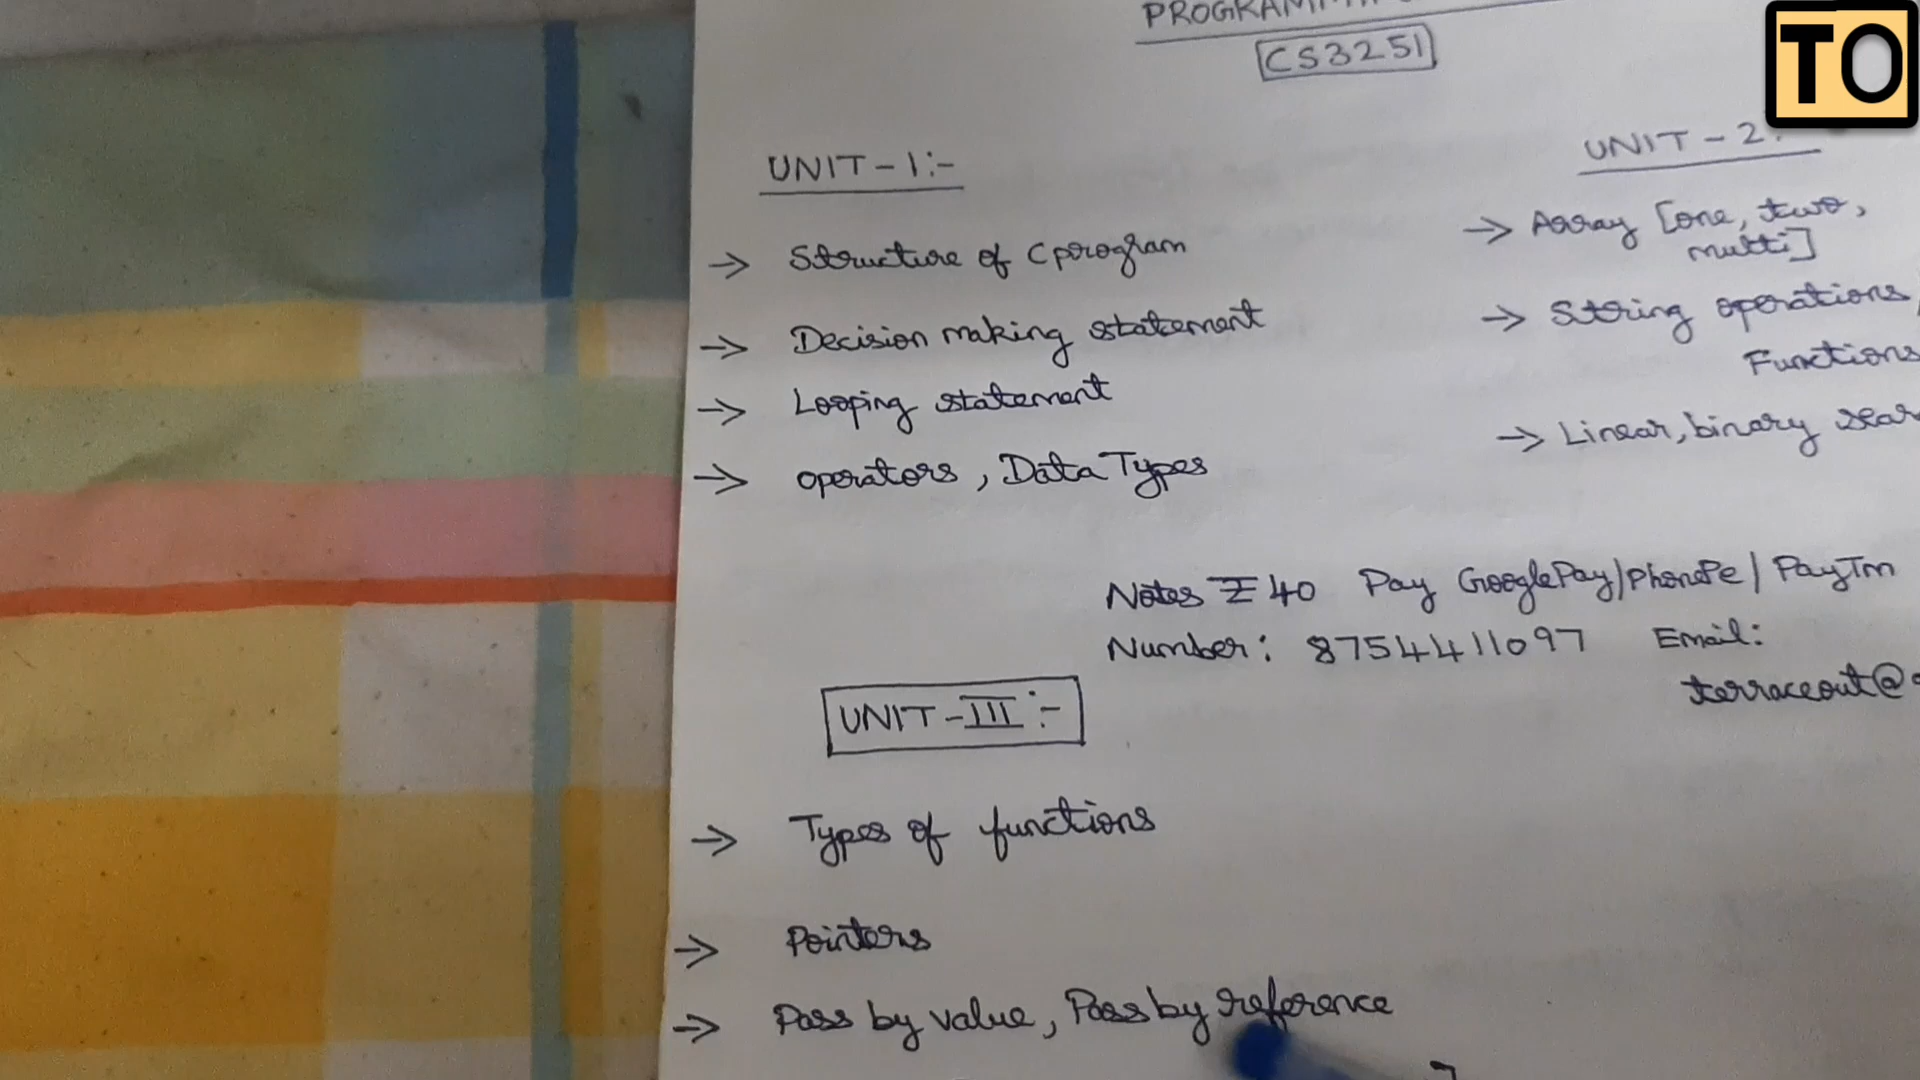 TO
CS3251
UNIT-1:-
→ Structure of C program
→ Decision making statement
→ Looping statement
→ operators, Data Types
UNIT-2:
→ Array [one, two,
multi]
→ String operations,
Functions
→ Linear, binary
Notes ₹40 Pay GooglePay/PhonePe/PayTm
Number: 8754411097 Email:
terraceout@
UNIT-III:-
→ Types of functions
→ Pointers
→ Pass by value, Pass by reference